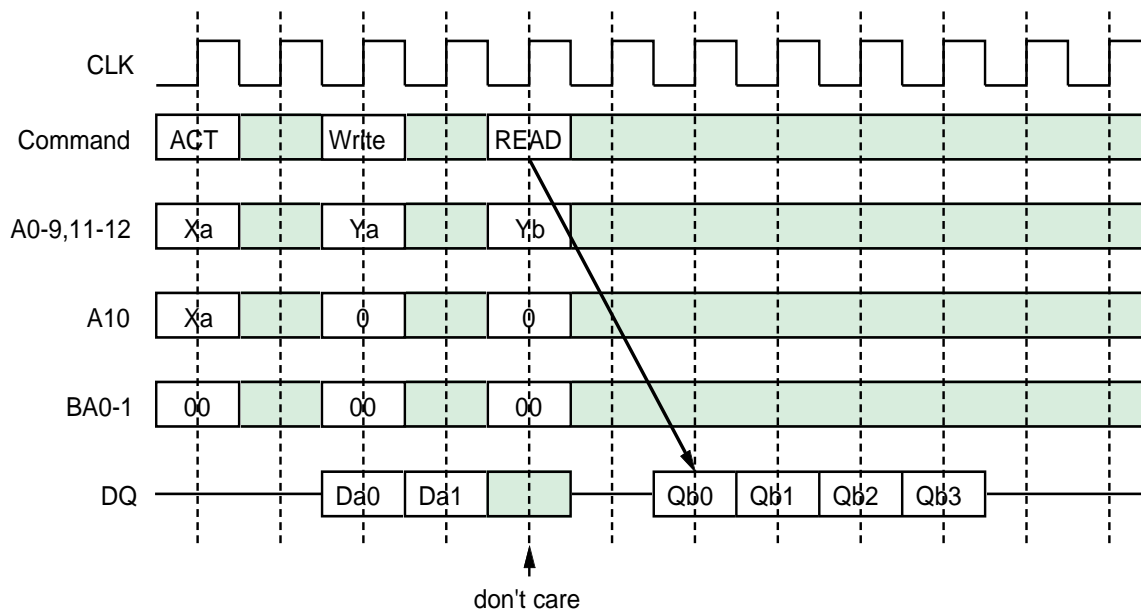 CLK
Command ACT Write READ
A0-9,11-12 Xa Ya Yb
A10 Xa 0 0
BA0-1 00 00 00
DQ Da0 Da1 Qb0 Qb1 Qb2 Qb3
don't care